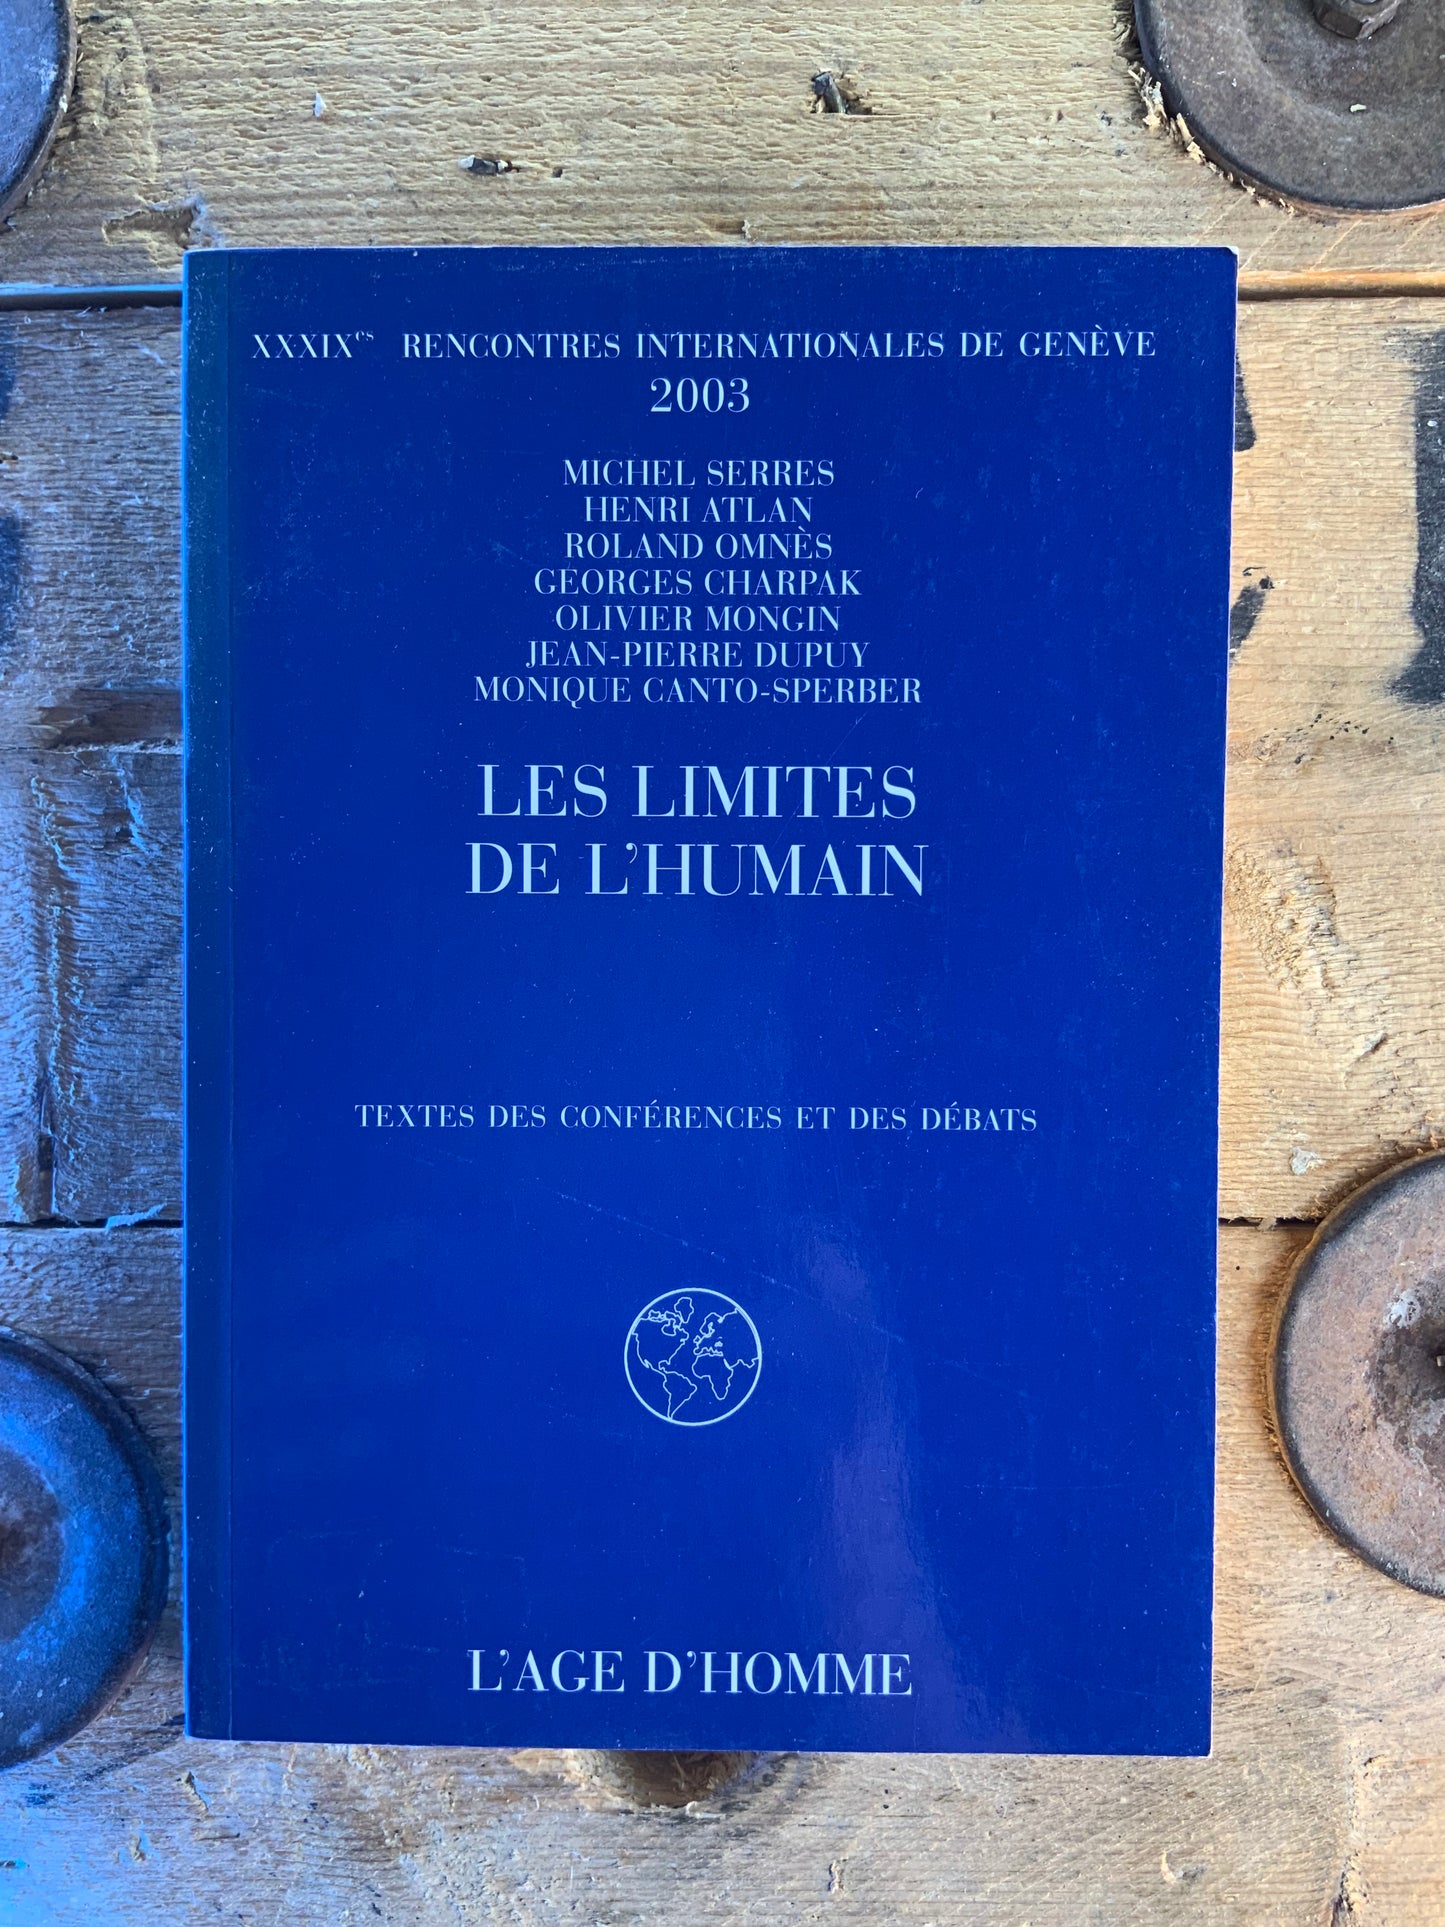 XXXIXes RENCONTRES INTERNATIONALES DE GENÈVE
2003
MICHEL SERRES
HENRI ATLAN
ROLAND OMNÈS
GEORGES CHARPAK
OLIVIER MONGIN
JEAN-PIERRE DUPUY
MONIQUE CANTO-SPERBER
LES LIMITES
DE L'HUMAIN
TEXTES DES CONFÉRENCES ET DES DÉBATS
L'AGE D'HOMME